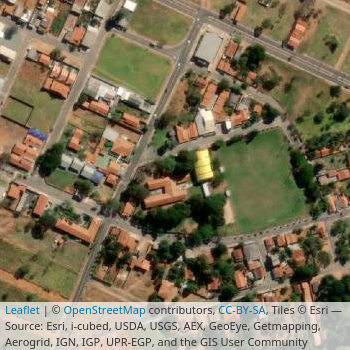 Leaflet | © OpenStreetMap contributors, CC-BY-SA, Tiles © Esri —
Source: Esri, i-cubed, USDA, USGS, AEX, GeoEye, Getmapping,
Aerogrid, IGN, IGP, UPR-EGP, and the GIS User Community